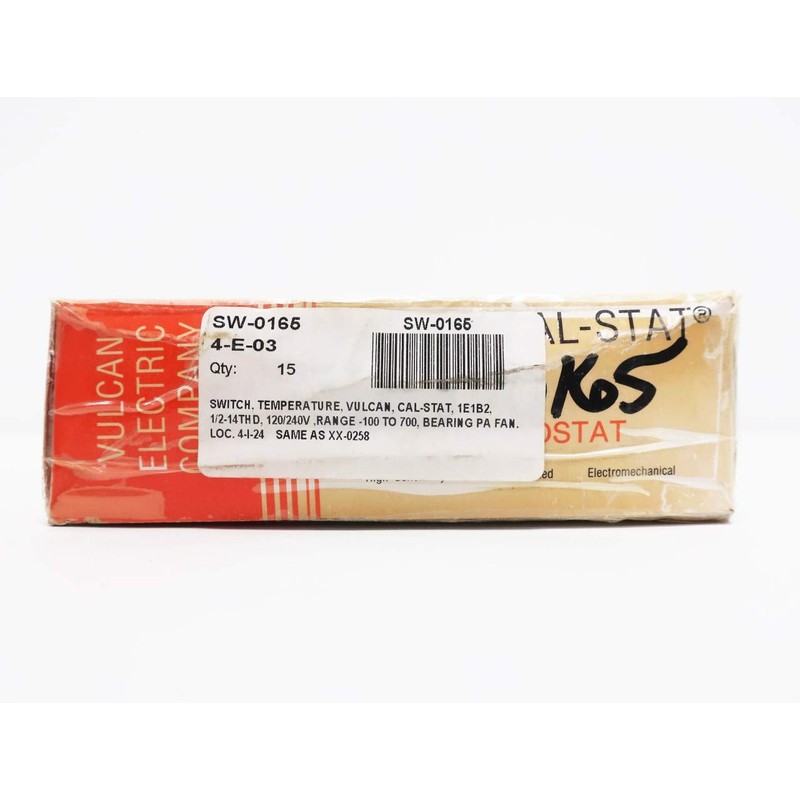 VULCAN
ELECTRIC
COMPANY
SW-0165
4-E-03
Qty: 15
SW-0165
SWITCH, TEMPERATURE, VULCAN, CAL-STAT, 1E1B2,
1/2-14THD, 120/240V ,RANGE -100 TO 700, BEARING PA FAN.
LOC. 4-I-24 SAME AS XX-0258
AL-STAT®
K65
OSTAT
Electromechanical